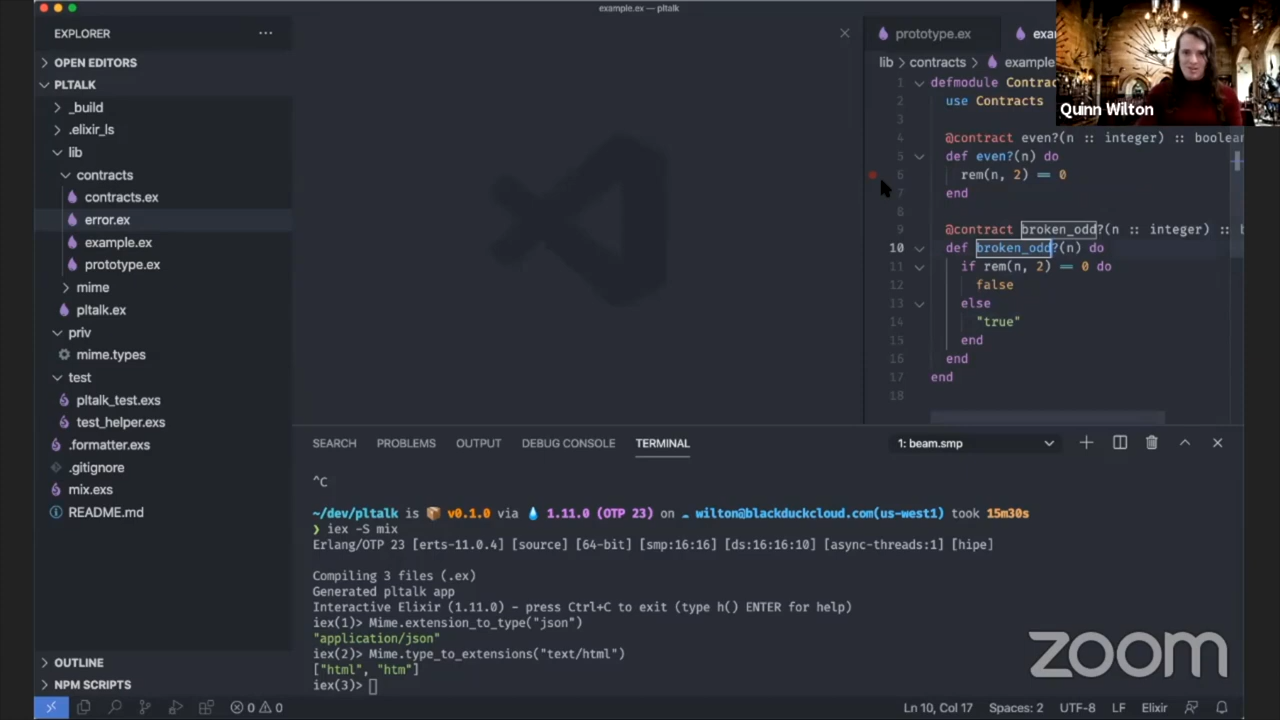 example.ex — pltalk
EXPLORER
OPEN EDITORS
PLTALK
_build
.elixir_ls
lib
contracts
contracts.ex
error.ex
example.ex
prototype.ex
mime
pltalk.ex
priv
mime.types
test
pltalk_test.exs
test_helper.exs
.formatter.exs
.gitignore
mix.exs
README.md
OUTLINE
NPM SCRIPTS
prototype.ex
Quinn Wilton
lib > contracts > example
1 defmodule
2 use Contracts
3
4 @contract even?(n :: integer) :: boolean
5 def even?(n) do
6 rem(n, 2) == 0
7 end
8
9 @contract broken_odd?(n :: integer) :: b
10 def broken_odd?(n) do
11 if rem(n, 2) == 0 do
12 false
13 else
14 "true"
15 end
16 end
17 end
18
SEARCH PROBLEMS OUTPUT DEBUG CONSOLE TERMINAL 1: beam.smp
^C
~/dev/pltalk is 📦 v0.1.0 via 💧 1.11.0 (OTP 23) on ☁ wilton@blackduckcloud.com(us-west1) took 15m30s
❯ iex -S mix
Erlang/OTP 23 [erts-11.0.4] [source] [64-bit] [smp:16:16] [ds:16:16:10] [async-threads:1] [hipe]
Compiling 3 files (.ex)
Generated pltalk app
Interactive Elixir (1.11.0) - press Ctrl+C to exit (type h() ENTER for help)
iex(1)> Mime.extension_to_type("json")
"application/json"
iex(2)> Mime.type_to_extensions("text/html")
["html", "htm"]
iex(3)>
zoom
0 0 Ln 10, Col 17 Spaces: 2 UTF-8 LF Elixir